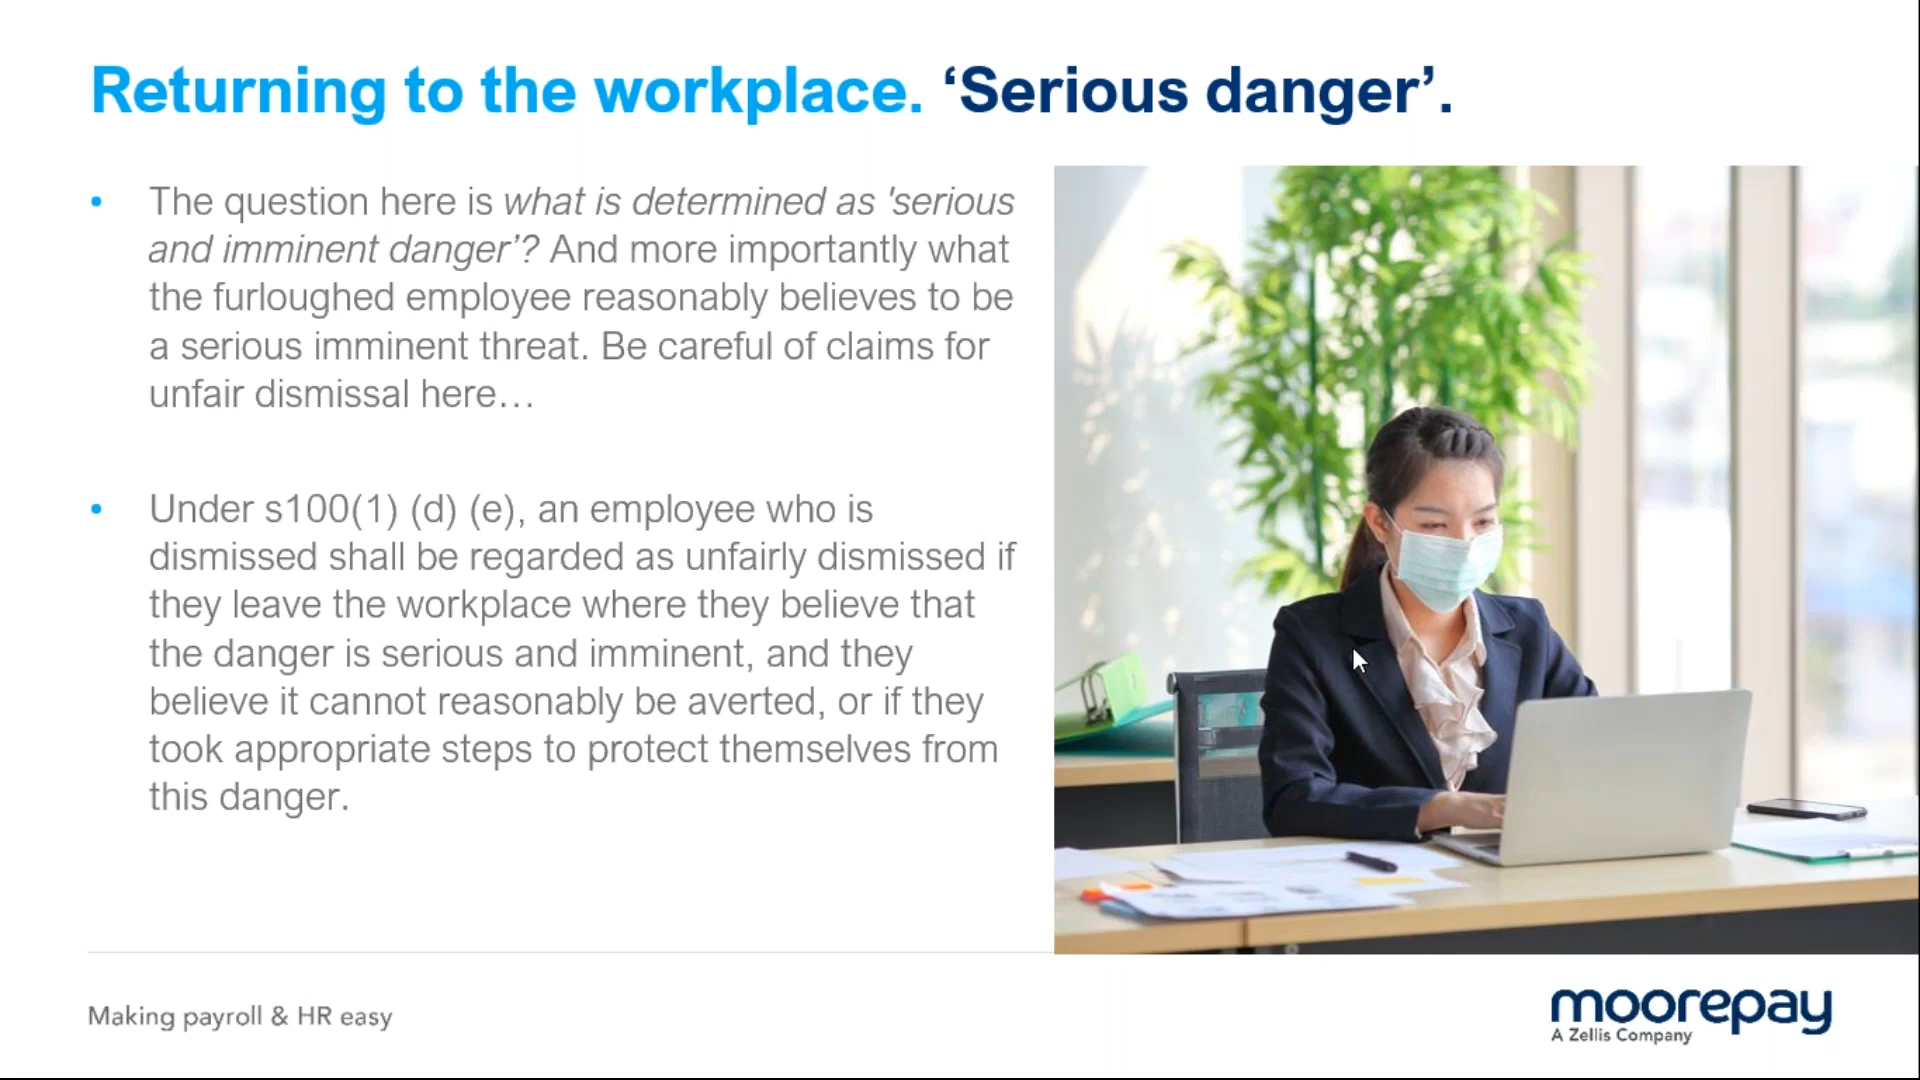 Returning to the workplace. ‘Serious danger’.
• The question here is what is determined as 'serious
and imminent danger’? And more importantly what
the furloughed employee reasonably believes to be
a serious imminent threat. Be careful of claims for
unfair dismissal here…
• Under s100(1) (d) (e), an employee who is
dismissed shall be regarded as unfairly dismissed if
they leave the workplace where they believe that
the danger is serious and imminent, and they
believe it cannot reasonably be averted, or if they
took appropriate steps to protect themselves from
this danger.
Making payroll & HR easy
moorepay
A Zellis Company